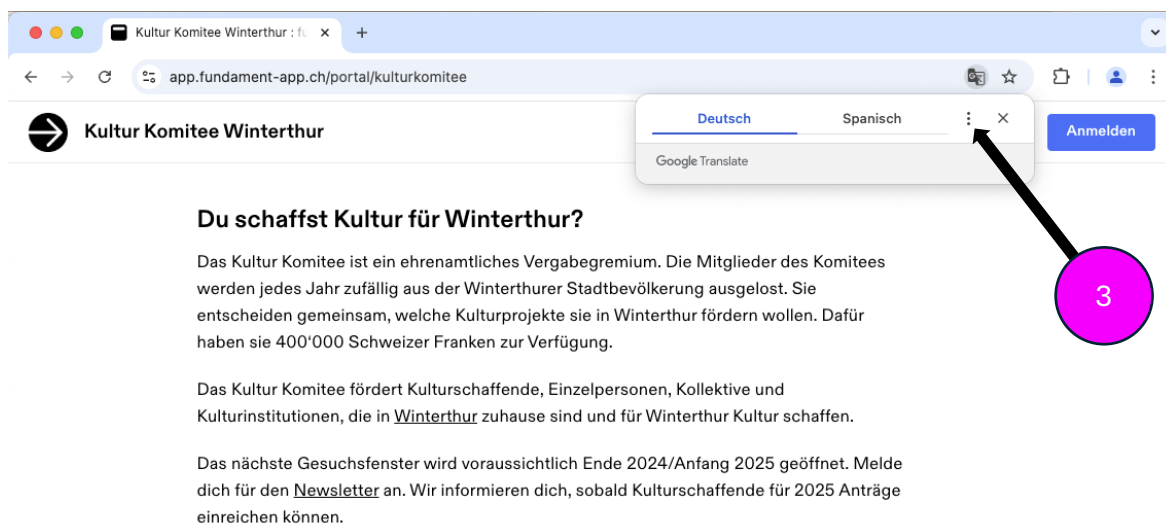 Kultur Komitee Winterthur : fu
app.fundament-app.ch/portal/kulturkomitee
Kultur Komitee Winterthur
Deutsch
Spanisch
Anmelden
Google Translate
3
Du schaffst Kultur für Winterthur?
Das Kultur Komitee ist ein ehrenamtliches Vergabegremium. Die Mitglieder des Komitees
werden jedes Jahr zufällig aus der Winterthurer Stadtbevölkerung ausgelost. Sie
entscheiden gemeinsam, welche Kulturprojekte sie in Winterthur fördern wollen. Dafür
haben sie 400‘000 Schweizer Franken zur Verfügung.
Das Kultur Komitee fördert Kulturschaffende, Einzelpersonen, Kollektive und
Kulturinstitutionen, die in Winterthur zuhause sind und für Winterthur Kultur schaffen.
Das nächste Gesuchsfenster wird voraussichtlich Ende 2024/Anfang 2025 geöffnet. Melde
dich für den Newsletter an. Wir informieren dich, sobald Kulturschaffende für 2025 Anträge
einreichen können.